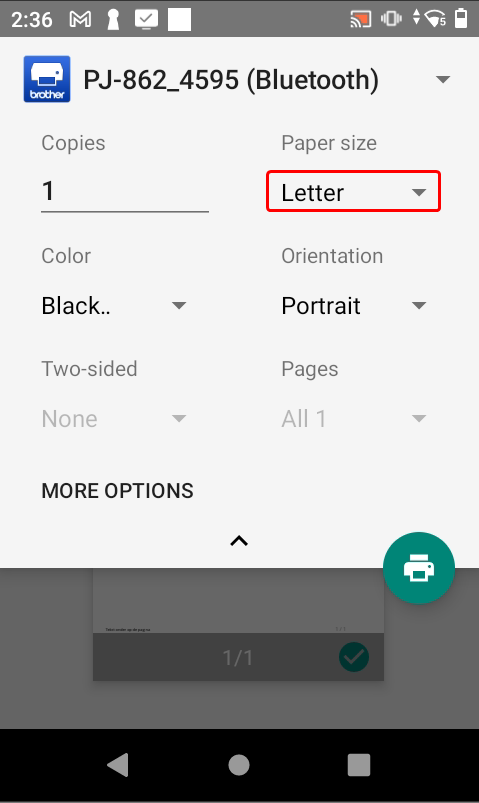 2:36
5
brother
PJ-862_4595 (Bluetooth)
Copies
Paper size
1
Letter
Color
Orientation
Black..
Portrait
Two-sided
Pages
None
All 1
MORE OPTIONS
1/1